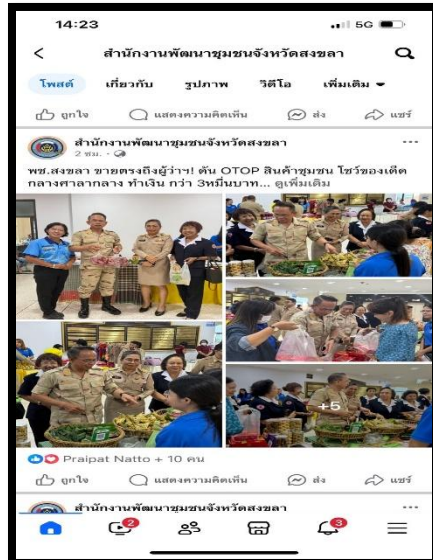 14:23
5G
สำนักงานพัฒนาชุมชนจังหวัดสงขลา
โพสต์ เกี่ยวกับ รูปภาพ วิดีโอ เพิ่มเติม
ถูกใจ แสดงความคิดเห็น ส่ง แชร์
สำนักงานพัฒนาชุมชนจังหวัดสงขลา
2 ชม. ·
พช.สงขลา ขายตรงถึงผู้ว่าฯ! ดัน OTOP สินค้าชุมชน โชว์ของเด็ด
กลางศาลากลาง ทำเงิน กว่า 3หมื่นบาท... ดูเพิ่มเติม
+5
Praipat Natto + 10 คน
ถูกใจ แสดงความคิดเห็น ส่ง แชร์
สำนักงานพัฒนาชุมชนจังหวัดสงขลา
2
3